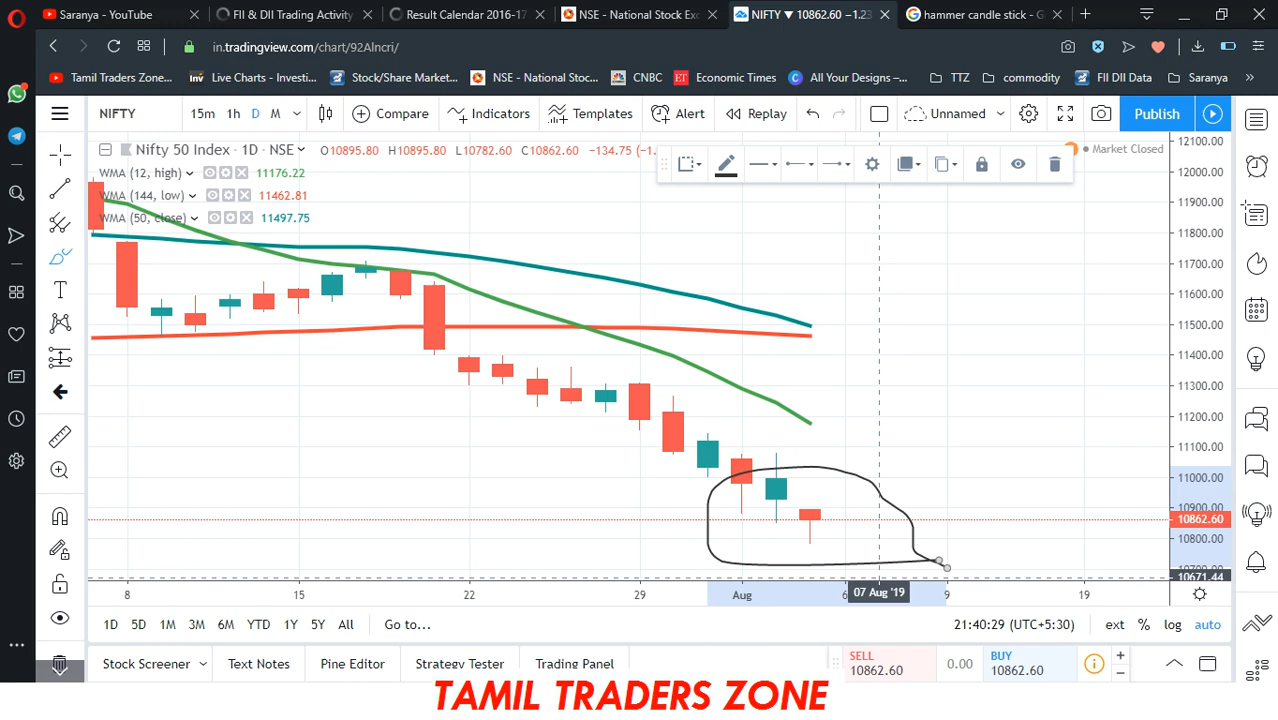 Saranya - YouTube
FII & DII Trading Activity
Result Calendar 2016-17
NSE - National Stock Exc
NIFTY ▼ 10862.60 −1.23
hammer candle stick - G
in.tradingview.com/chart/92AlncrI/
Tamil Traders Zone...
Live Charts - Investi...
Stock/Share Market...
NSE - National Stoc...
CNBC
ET Economic Times
All Your Designs –...
TTZ
commodity
FII DII Data
Saranya
NIFTY
15m 1h D M
Compare
Indicators
Templates
Alert
Replay
Unnamed
Publish
Nifty 50 Index · 1D · NSE O10895.80 H10895.80 L10782.60 C10862.60 −134.75 (−1.
Market Closed
WMA (12, high) 11176.22
WMA (144, low) 11462.81
WMA (50, close) 11497.75
12100.00
12000.00
11900.00
11800.00
11700.00
11600.00
11500.00
11400.00
11300.00
11200.00
11100.00
11000.00
10900.00
10862.60
10800.00
10700.00
10671.44
8 15 22 29 Aug 6 07 Aug '19 9 19
1D 5D 1M 3M 6M YTD 1Y 5Y All Go to...
21:40:29 (UTC+5:30) ext % log auto
Stock Screener
Text Notes
Pine Editor
Strategy Tester
Trading Panel
SELL
10862.60
0.00
BUY
10862.60
TAMIL TRADERS ZONE